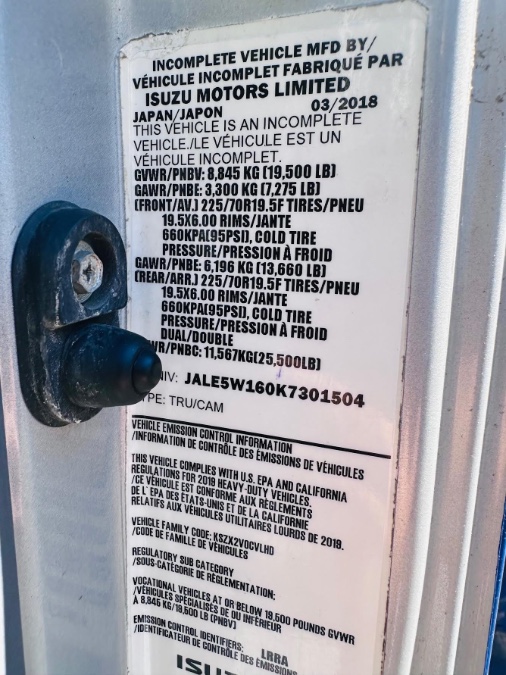 INCOMPLETE VEHICLE MFD BY/
VÉHICULE INCOMPLET FABRIQUÉ PAR
ISUZU MOTORS LIMITED
JAPAN/JAPON 03/2018
THIS VEHICLE IS AN INCOMPLETE
VEHICLE./LE VÉHICULE EST UN
VÉHICULE INCOMPLET.
GVWR/PNBV: 8,845 KG (19,500 LB)
GAWR/PNBE: 3,300 KG (7,275 LB)
(FRONT/AV.) 225/70R19.5F TIRES/PNEU
19.5X6.00 RIMS/JANTE
660KPA(95PSI), COLD TIRE
PRESSURE/PRESSION À FROID
GAWR/PNBE: 6,196 KG (13,660 LB)
(REAR/ARR.) 225/70R19.5F TIRES/PNEU
19.5X6.00 RIMS/JANTE
660KPA(95PSI), COLD TIRE
PRESSURE/PRESSION À FROID
DUAL/DOUBLE
WR/PNBC: 11,567KG(25,500LB)
NIV: JALE5W160K7301504
TYPE: TRU/CAM
VEHICLE EMISSION CONTROL INFORMATION
/INFORMATION DE CONTRÔLE DES ÉMISSIONS DE VÉHICULES
THIS VEHICLE COMPLIES WITH U.S. EPA AND CALIFORNIA
REGULATIONS FOR 2019 HEAVY-DUTY VEHICLES.
/CE VÉHICULE EST CONFORME AUX RÈGLEMENTS
DE L'EPA DES ÉTATS-UNIS ET DE LA CALIFORNIE
RELATIFS AUX VÉHICULES UTILITAIRES LOURDS DE 2019.
VEHICLE FAMILY CODE: KSZX2VOCVLHD
/CODE DE FAMILLE DE VÉHICULES
REGULATORY SUB CATEGORY
/SOUS-CATÉGORIE DE RÉGLEMENTATION:
VOCATIONAL VEHICLES AT OR BELOW 19,500 POUNDS GVWR
/VÉHICULES SPÉCIALISÉS DE OU INFÉRIEUR
À 8,845 KG/19,500 LB (PNBV)
EMISSION CONTROL IDENTIFIERS: LRRA
/IDENTIFICATEUR DE CONTRÔLE DES ÉMISSIONS
ISUZU